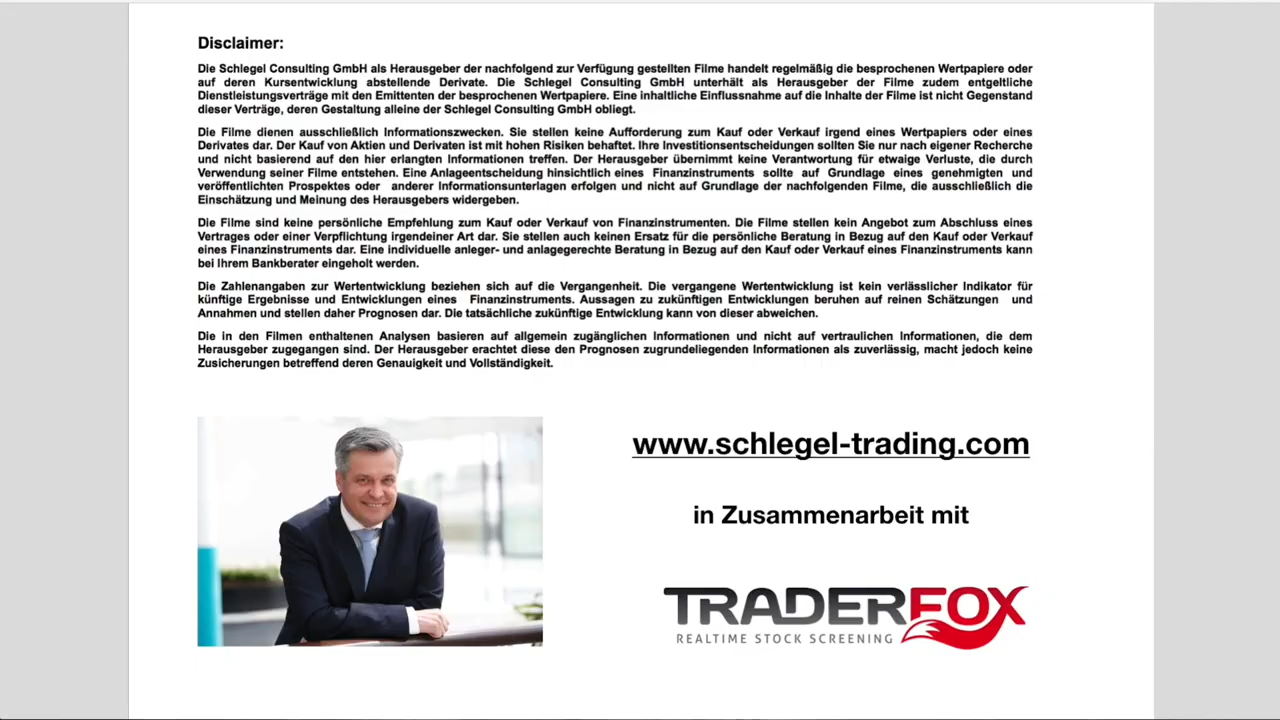 Disclaimer:
Die Schlegel Consulting GmbH als Herausgeber der nachfolgend zur Verfügung gestellten Filme handelt regelmäßig die besprochenen Wertpapiere oder
auf deren Kursentwicklung abstellende Derivate. Die Schlegel Consulting GmbH unterhält als Herausgeber der Filme zudem entgeltliche
Dienstleistungsverträge mit den Emittenten der besprochenen Wertpapiere. Eine inhaltliche Einflussnahme auf die Inhalte der Filme ist nicht Gegenstand
dieser Verträge, deren Gestaltung alleine der Schlegel Consulting GmbH obliegt.
Die Filme dienen ausschließlich Informationszwecken. Sie stellen keine Aufforderung zum Kauf oder Verkauf irgend eines Wertpapiers oder eines
Derivates dar. Der Kauf von Aktien und Derivaten ist mit hohen Risiken behaftet. Ihre Investitionsentscheidungen sollten Sie nur nach eigener Recherche
und nicht basierend auf den hier erlangten Informationen treffen. Der Herausgeber übernimmt keine Verantwortung für etwaige Verluste, die durch
Verwendung seiner Filme entstehen. Eine Anlageentscheidung hinsichtlich eines Finanzinstruments sollte auf Grundlage eines genehmigten und
veröffentlichten Prospektes oder anderer Informationsunterlagen erfolgen und nicht auf Grundlage der nachfolgenden Filme, die ausschließlich die
Einschätzung und Meinung des Herausgebers widergeben.
Die Filme sind keine persönliche Empfehlung zum Kauf oder Verkauf von Finanzinstrumenten. Die Filme stellen kein Angebot zum Abschluss eines
Vertrages oder einer Verpflichtung irgendeiner Art dar. Sie stellen auch keinen Ersatz für die persönliche Beratung in Bezug auf den Kauf oder Verkauf
eines Finanzinstruments dar. Eine individuelle anleger- und anlagegerechte Beratung in Bezug auf den Kauf oder Verkauf eines Finanzinstruments kann
bei Ihrem Bankberater eingeholt werden.
Die Zahlenangaben zur Wertentwicklung beziehen sich auf die Vergangenheit. Die vergangene Wertentwicklung ist kein verlässlicher Indikator für
künftige Ergebnisse und Entwicklungen eines Finanzinstruments. Aussagen zu zukünftigen Entwicklungen beruhen auf reinen Schätzungen und
Annahmen und stellen daher Prognosen dar. Die tatsächliche zukünftige Entwicklung kann von dieser abweichen.
Die in den Filmen enthaltenen Analysen basieren auf allgemein zugänglichen Informationen und nicht auf vertraulichen Informationen, die dem
Herausgeber zugegangen sind. Der Herausgeber erachtet diese den Prognosen zugrundeliegenden Informationen als zuverlässig, macht jedoch keine
Zusicherungen betreffend deren Genauigkeit und Vollständigkeit.
www.schlegel-trading.com
in Zusammenarbeit mit
TRADERFOX
REALTIME STOCK SCREENING